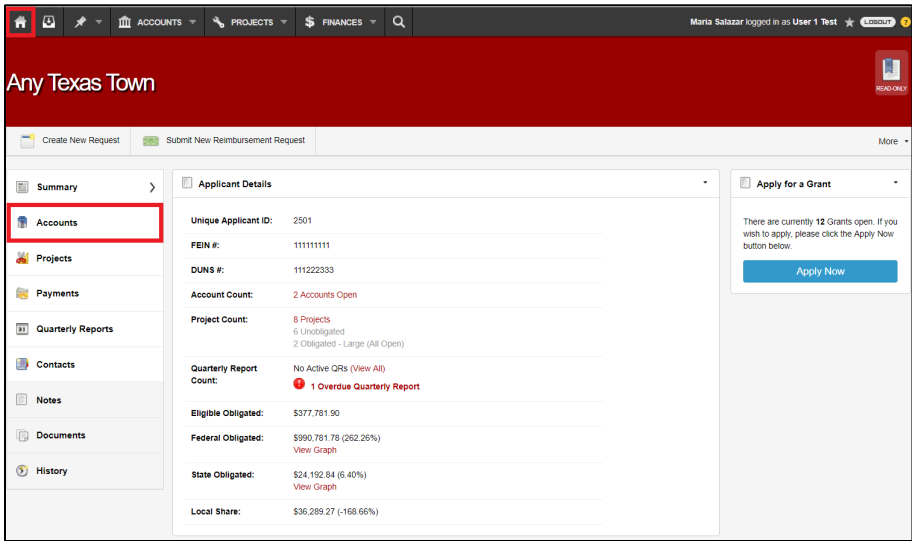 ACCOUNTS PROJECTS $ FINANCES Maria Salazar logged in as User 1 Test LOGOUT ?
Any Texas Town
READ-ONLY
Create New Request Submit New Reimbursement Request More
Summary
Accounts
Projects
Payments
31 Quarterly Reports
Contacts
Notes
Documents
History
Applicant Details
Unique Applicant ID: 2501
FEIN #: 111111111
DUNS #: 111222333
Account Count: 2 Accounts Open
Project Count: 8 Projects
6 Unobligated
2 Obligated - Large (All Open)
Quarterly Report No Active QRs (View All)
Count: 1 Overdue Quarterly Report
Eligible Obligated: $377,781.90
Federal Obligated: $990,781.78 (262.26%)
View Graph
State Obligated: $24,192.84 (6.40%)
View Graph
Local Share: $36,289.27 (-168.66%)
Apply for a Grant
There are currently 12 Grants open. If you
wish to apply, please click the Apply Now
button below.
Apply Now